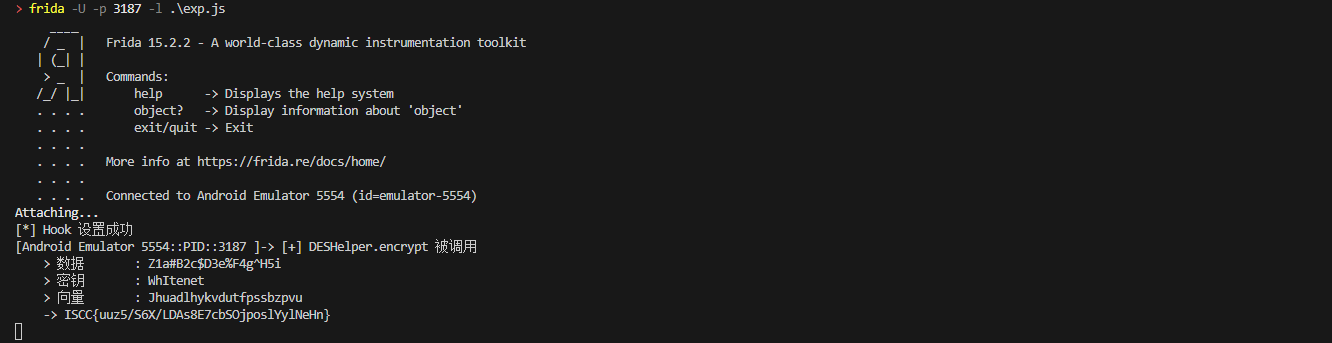 > frida -U -p 3187 -l .\exp.js
     ____
    / _  |   Frida 15.2.2 - A world-class dynamic instrumentation toolkit
   | (_| |
    > _  |   Commands:
   /_/ |_|       help      -> Displays the help system
   . . . .       object?   -> Display information about 'object'
   . . . .       exit/quit -> Exit
   . . . .
   . . . .   More info at https://frida.re/docs/home/
   . . . .
   . . . .   Connected to Android Emulator 5554 (id=emulator-5554)
Attaching...
[*] Hook 设置成功
[Android Emulator 5554::PID::3187 ]-> [+] DESHelper.encrypt 被调用
    > 数据       : Z1a#B2c$D3e%F4g^H5i
    > 密钥       : WhItenet
    > 向量       : Jhuadlhykvdutfpssbzpvu
    -> ISCC{uuz5/S6X/LDAs8E7cbSOjposlYylNeHn}